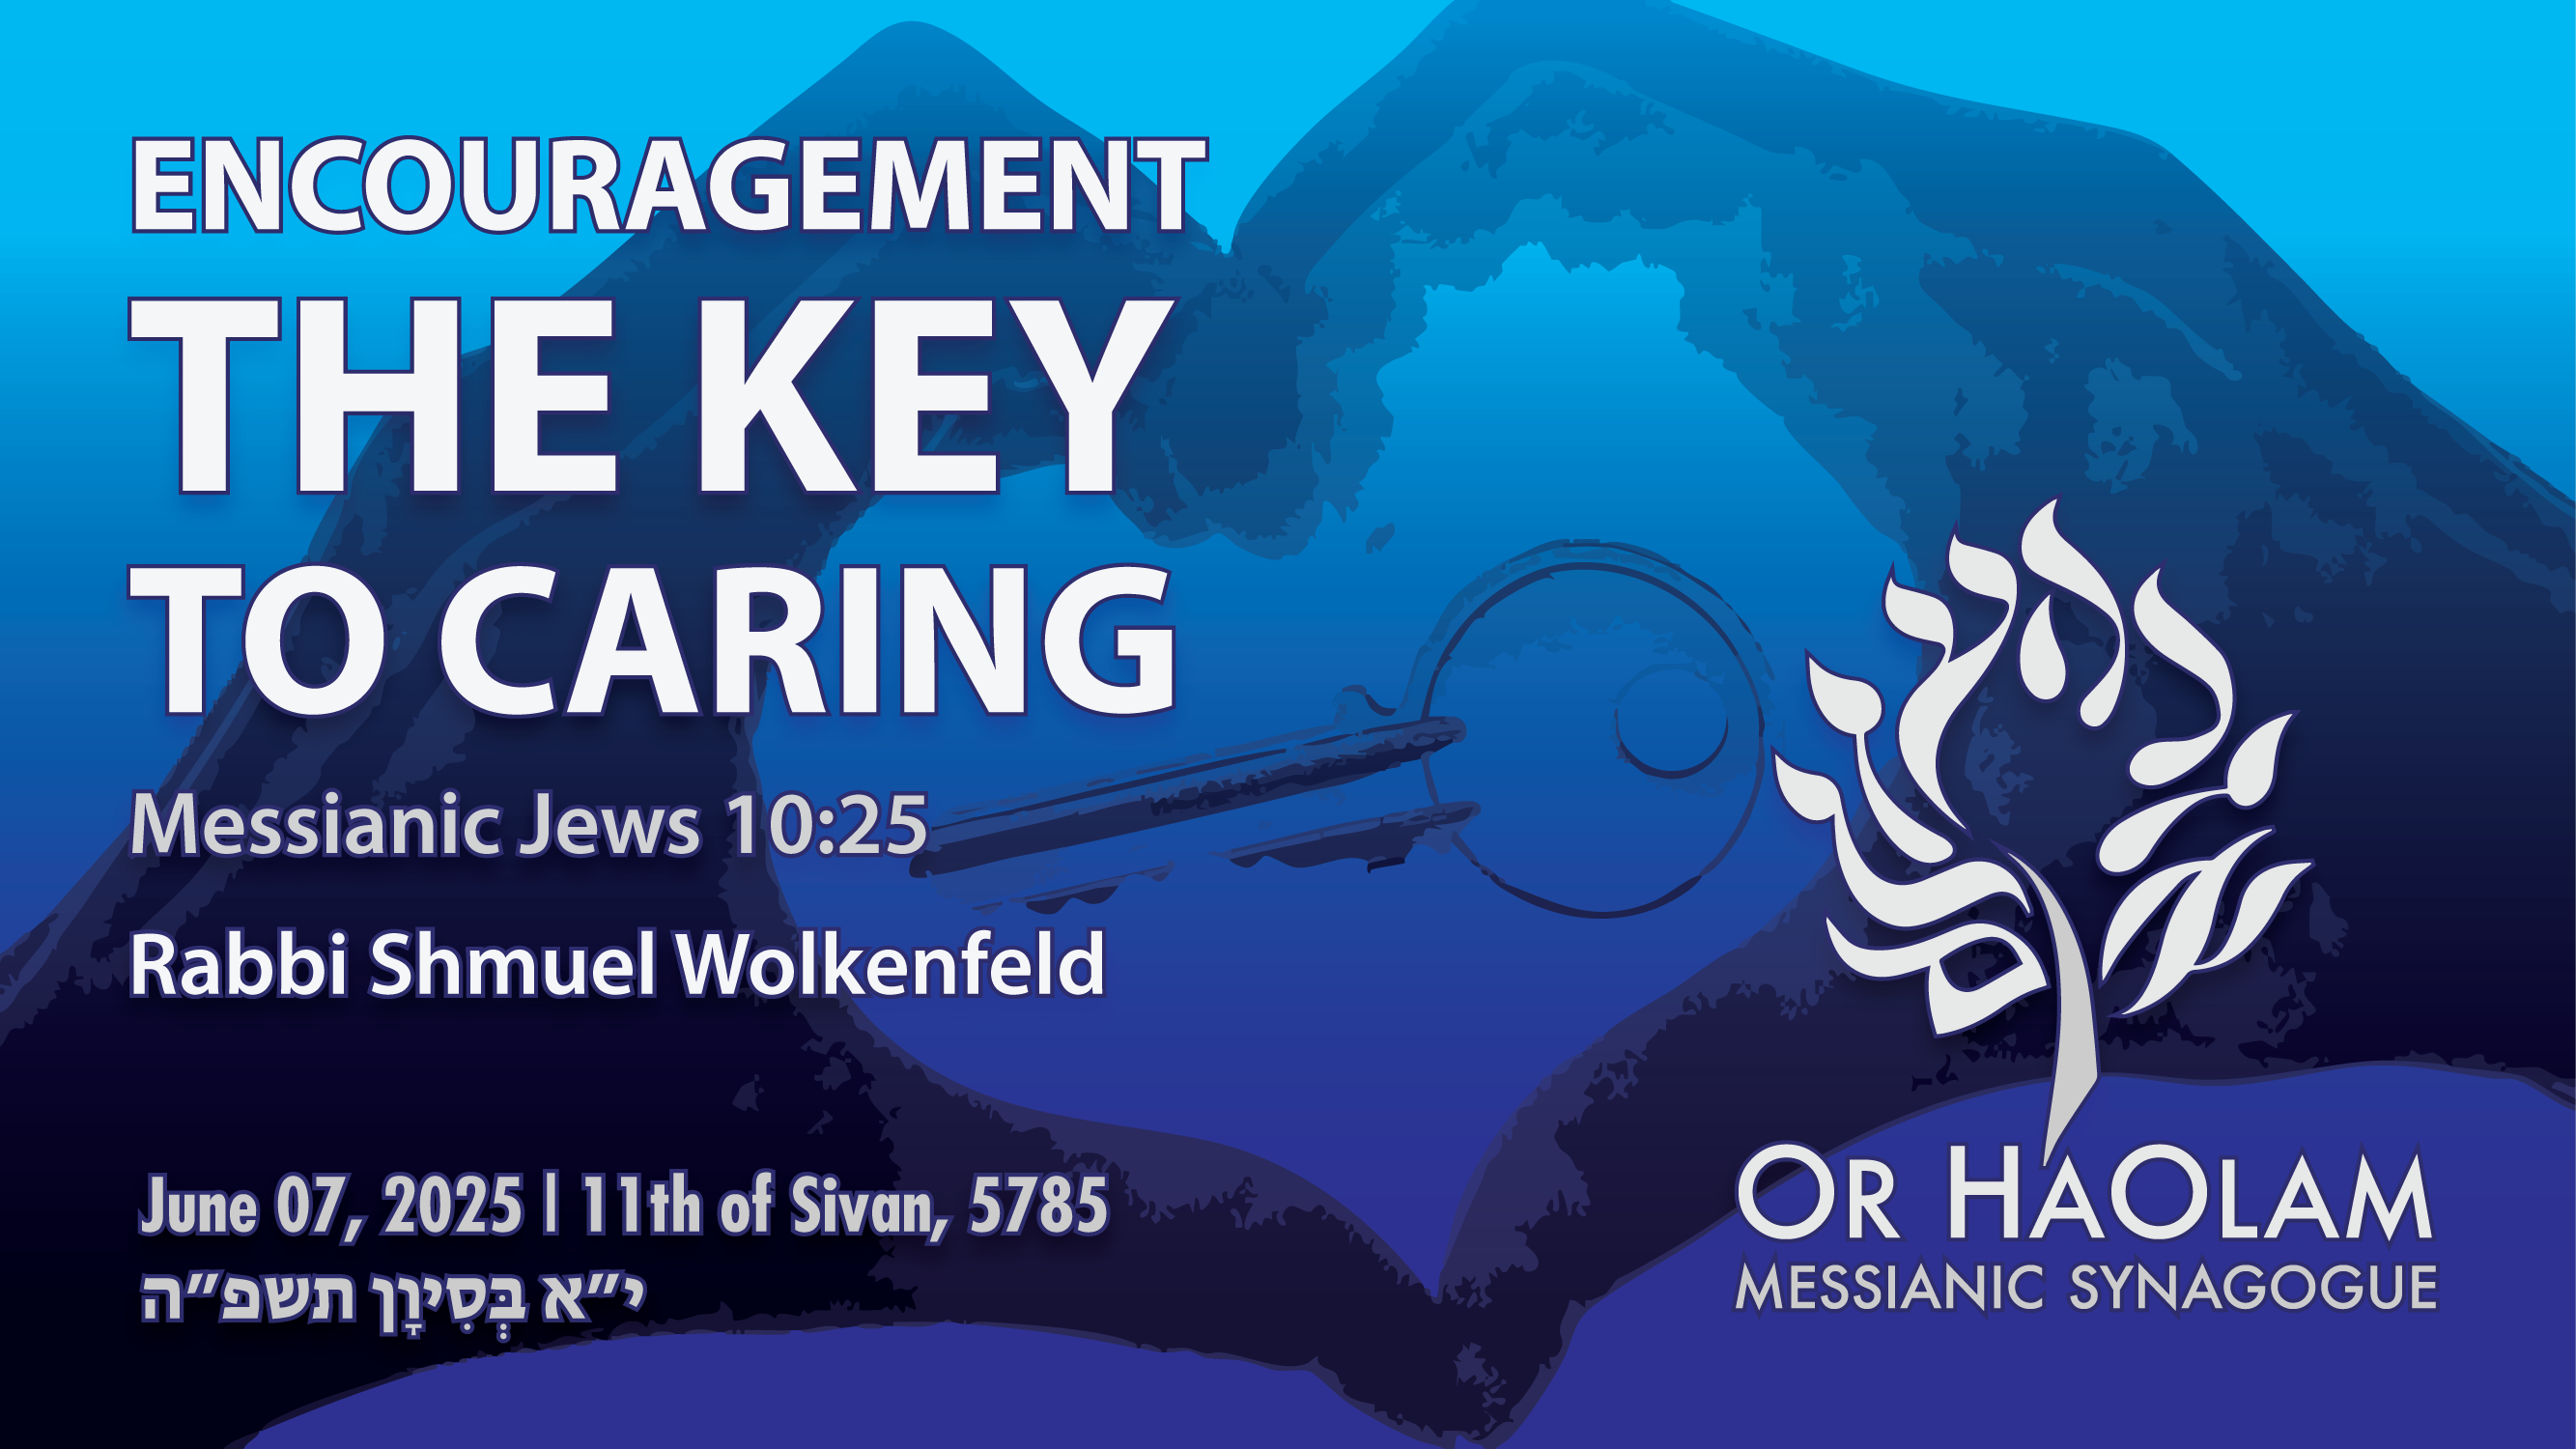 ENCOURAGEMENT
THE KEY
TO CARING
Messianic Jews 10:25
Rabbi Shmuel Wolkenfeld
June 07, 2025 | 11th of Sivan, 5785
י״א בְּסִיוָן תשפ״ה
OR HAOLAM
MESSIANIC SYNAGOGUE